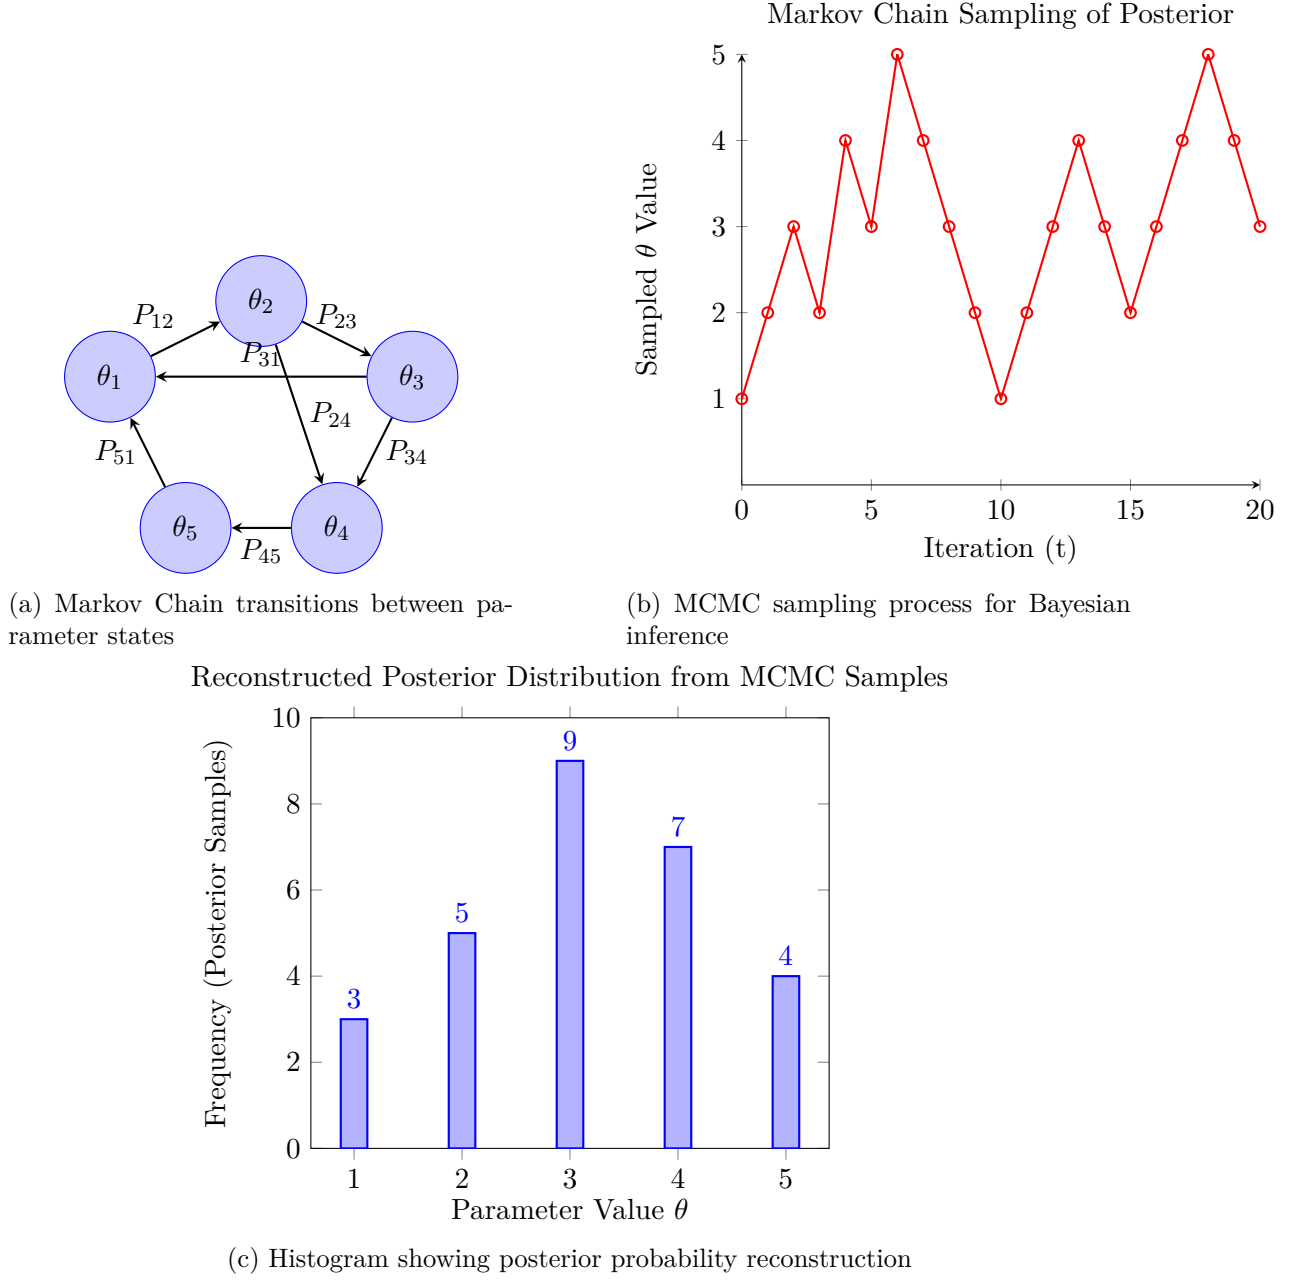 θ₁
θ₂
θ₃
θ₄
θ₅
P₁₂
P₂₃
P₃₁
P₂₄
P₃₄
P₅₁
P₄₅
(a) Markov Chain transitions between pa-
rameter states
Markov Chain Sampling of Posterior
Sampled θ Value
5
4
3
2
1
0 5 10 15 20
Iteration (t)
(b) MCMC sampling process for Bayesian
inference
Reconstructed Posterior Distribution from MCMC Samples
Frequency (Posterior Samples)
10
8
6
4
2
0
3
5
9
7
4
1 2 3 4 5
Parameter Value θ
(c) Histogram showing posterior probability reconstruction